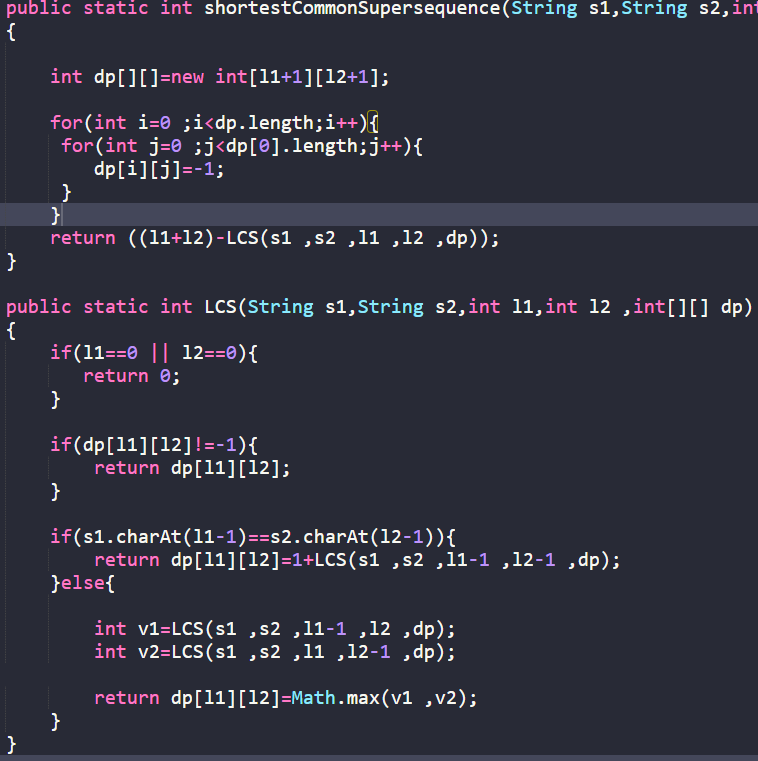 public static int shortestCommonSupersequence(String s1,String s2,int
{
int dp[][]=new int[l1+1][l2+1];
for(int i=0 ;i<dp.length;i++){
for(int j=0 ;j<dp[0].length;j++){
dp[i][j]=-1;
}
}
return ((l1+l2)-LCS(s1 ,s2 ,l1 ,l2 ,dp));
}
public static int LCS(String s1,String s2,int l1,int l2 ,int[][] dp)
{
if(l1==0 || l2==0){
return 0;
}
if(dp[l1][l2]!=-1){
return dp[l1][l2];
}
if(s1.charAt(l1-1)==s2.charAt(l2-1)){
return dp[l1][l2]=1+LCS(s1 ,s2 ,l1-1 ,l2-1 ,dp);
}else{
int v1=LCS(s1 ,s2 ,l1-1 ,l2 ,dp);
int v2=LCS(s1 ,s2 ,l1 ,l2-1 ,dp);
return dp[l1][l2]=Math.max(v1 ,v2);
}
}